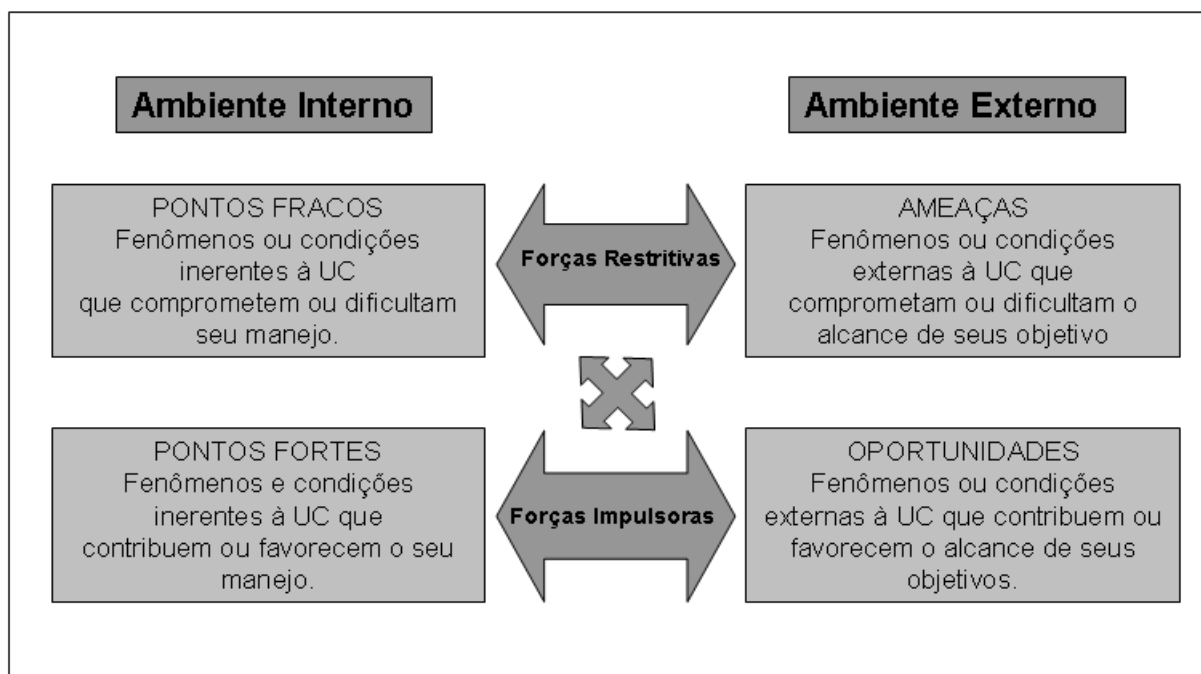 Ambiente Interno
Ambiente Externo
PONTOS FRACOS
Fenômenos ou condições
inerentes à UC
que comprometem ou dificultam
seu manejo.
Forças Restritivas
AMEAÇAS
Fenômenos ou condições
externas à UC que
comprometam ou dificultam o
alcance de seus objetivo
PONTOS FORTES
Fenômenos e condições
inerentes à UC que
contribuem ou favorecem o seu
manejo.
Forças Impulsoras
OPORTUNIDADES
Fenômenos ou condições
externas à UC que contribuem ou
favorecem o alcance de seus
objetivos.